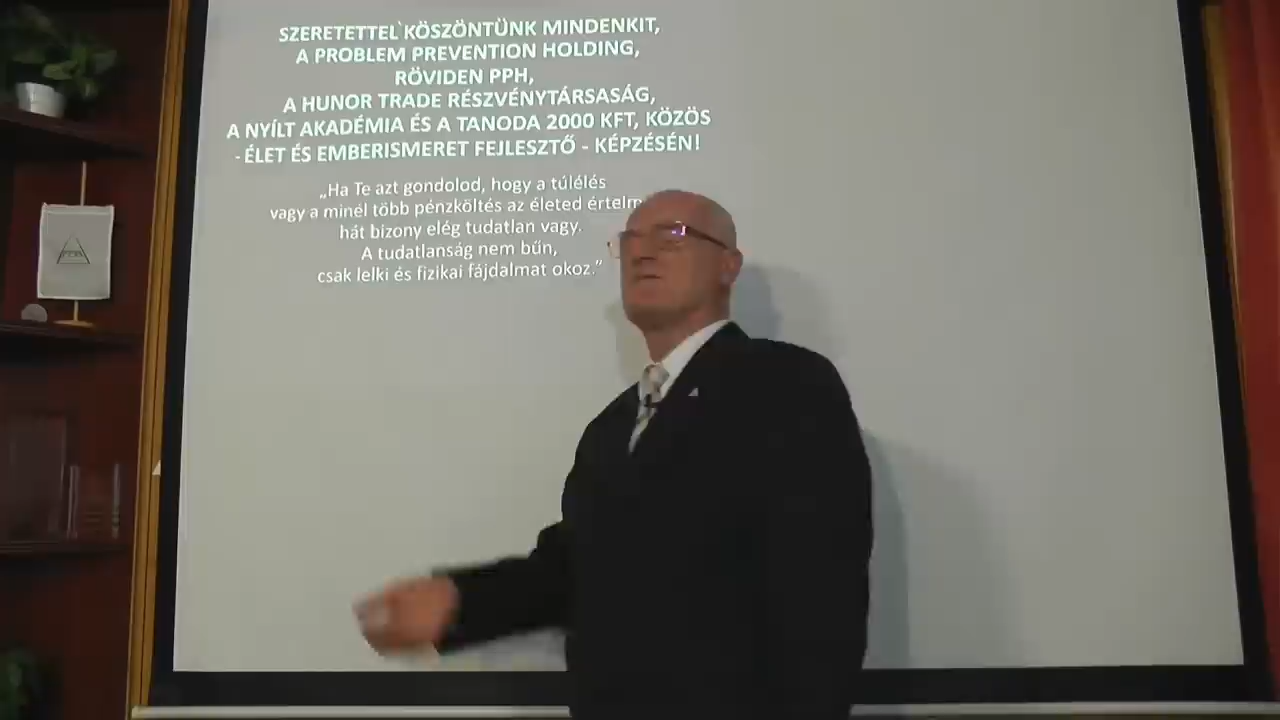 SZERETETTEL KÖSZÖNTÜNK MINDENKIT,
A PROBLEM PREVENTION HOLDING,
RÖVIDEN PPH,
A HUNOR TRADE RÉSZVÉNYTÁRSASÁG,
A NYÍLT AKADÉMIA ÉS A TANODA 2000 KFT, KÖZÖS
- ÉLET ÉS EMBERISMERET FEJLESZTŐ - KÉPZÉSÉN!
„Ha Te azt gondolod, hogy a túlélés
vagy a minél több pénzköltés az életed
hát bizony elég tudatlan vagy.
A tudatlanság nem bűn,
csak lelki és fizikai fájdalmat okoz.”